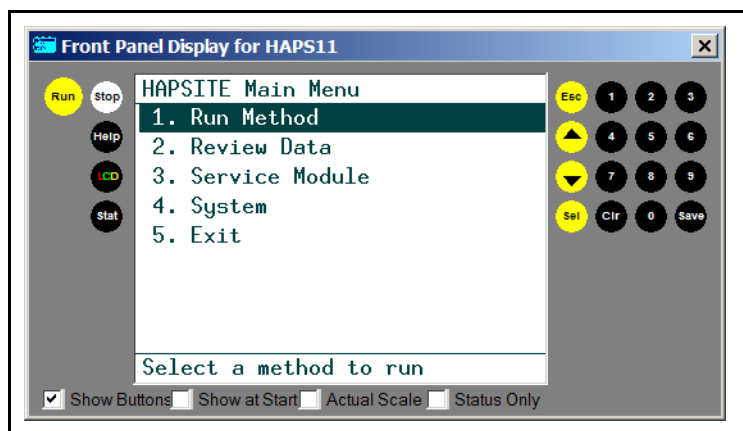 Front Panel Display for HAPS11
Run Stop
Help
LCD
Stat
HAPSITE Main Menu
1. Run Method
2. Review Data
3. Service Module
4. System
5. Exit
Select a method to run
Esc 1 2 3
4 5 6
7 8 9
Sel Clr 0 Save
Show Buttons Show at Start Actual Scale Status Only